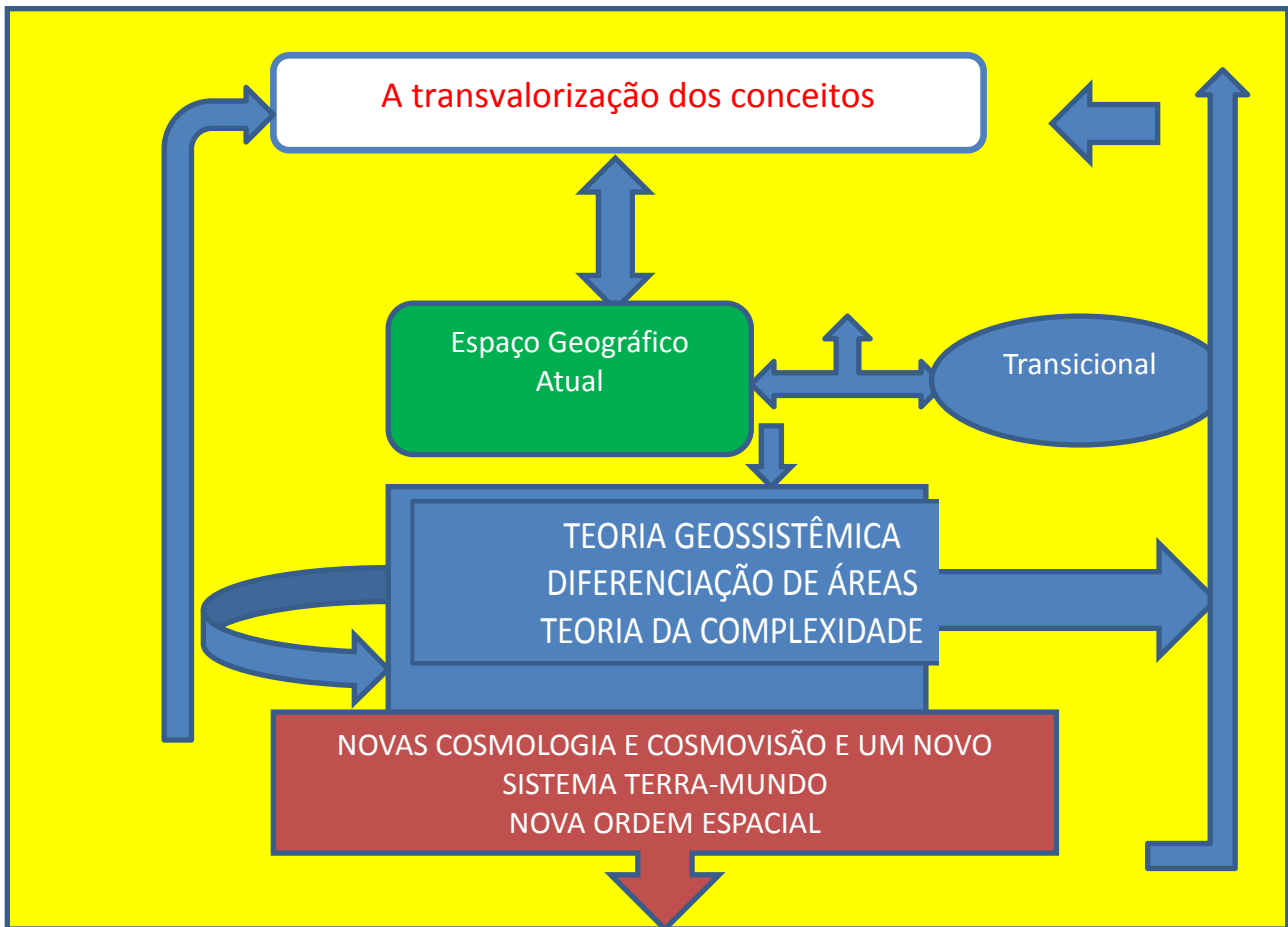 A transvalorização dos conceitos
Espaço Geográfico
Atual
Transicional
TEORIA GEOSSISTÊMICA
DIFERENCIAÇÃO DE ÁREAS
TEORIA DA COMPLEXIDADE
NOVAS COSMOLOGIA E COSMOVISÃO E UM NOVO
SISTEMA TERRA-MUNDO
NOVA ORDEM ESPACIAL